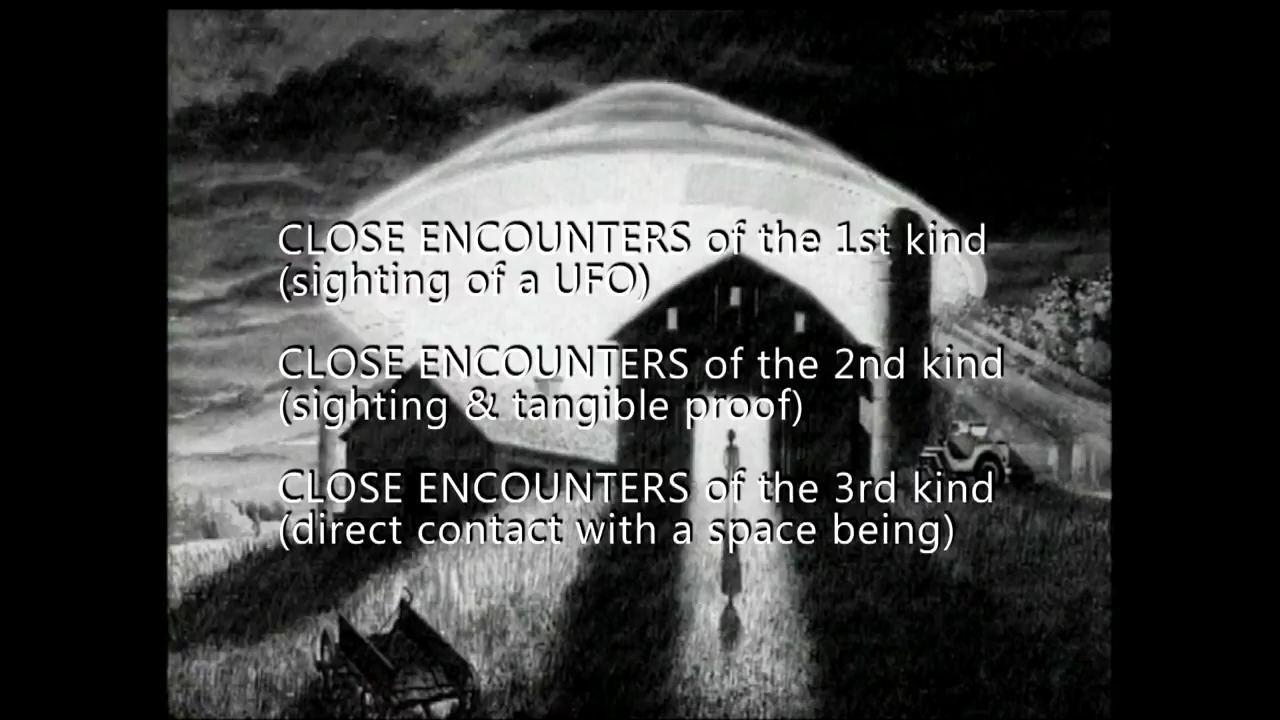 CLOSE ENCOUNTERS of the 1st kind
(sighting of a UFO)
CLOSE ENCOUNTERS of the 2nd kind
(sighting & tangible proof)
CLOSE ENCOUNTERS of the 3rd kind
(direct contact with a space being)